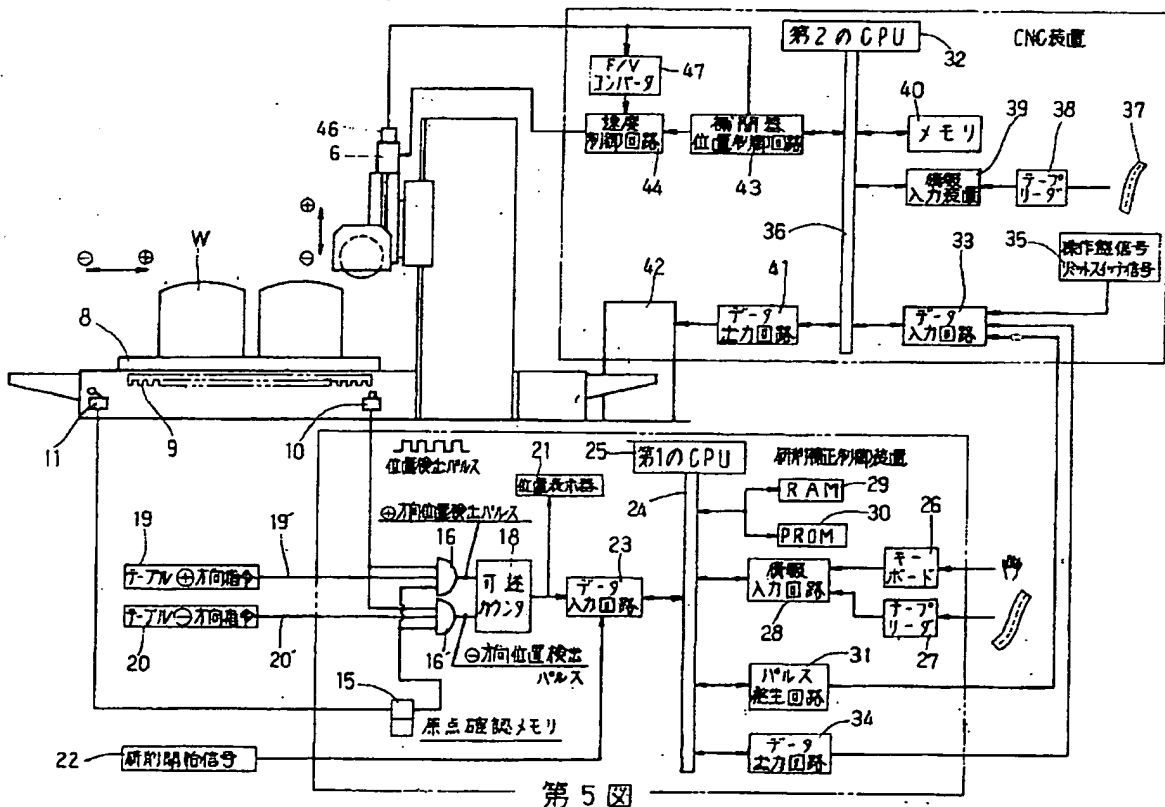 第2のCPU
CNC装置
32
F/V
コンバータ
47
46
6
速度
制御回路
44
補間器
位置制御回路
43
40
メモリ
39
38
37
情報
入力装置
テープ
リーダ
36
35
操作盤信号
リミットスイッチ信号
33
データ
入力回路
41
データ
出力回路
42
⊕
⊖
⊖ ⊕
W
8
9
10
11
位置検出パルス
21
位置表示器
25
第1のCPU
研削補正制御装置
24
RAM
29
PROM
30
26
キーボード
情報
入力回路
28
テープ
リーダ
27
⊕方向位置検出パルス
19
19'
テーブル⊕方向指令
16
18
可逆
カウンタ
23
データ
入力回路
テーブル⊖方向指令
20
20'
16'
⊖方向位置検出
パルス
31
パルス
発生回路
15
原点確認メモリ
34
データ
出力回路
22
研削開始信号
第5図